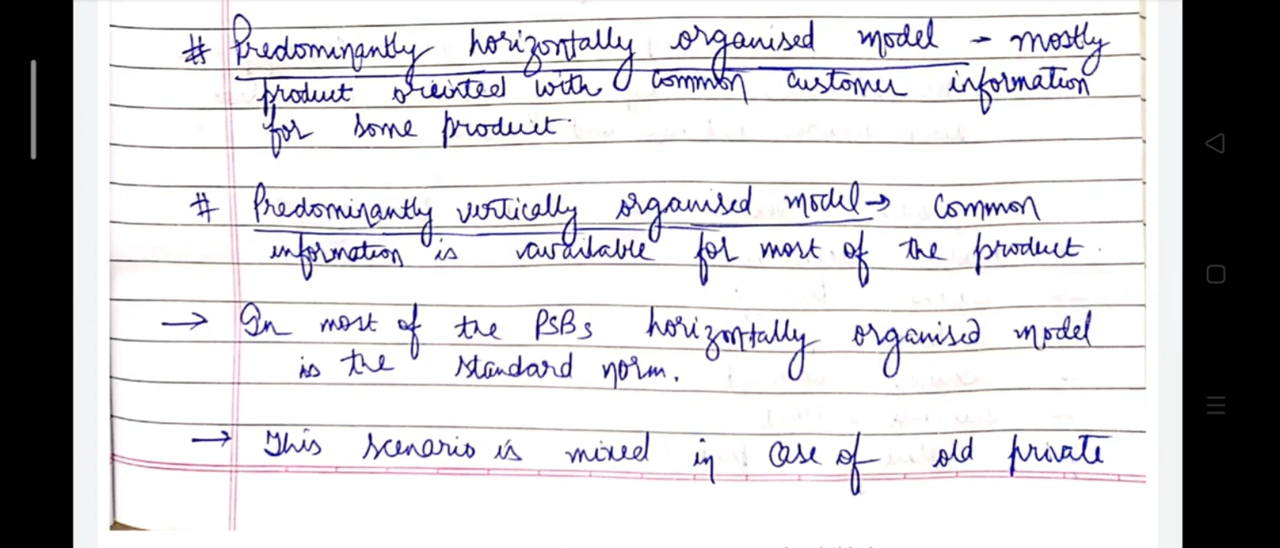 # Predominantly horizontally organised model - mostly
product oriented with common customer information
for some product.
# Predominantly vertically organised model → common
information is available for most of the product.
→ In most of the PSBs horizontally organised model
is the standard norm.
→ This scenario is mixed in case of old private